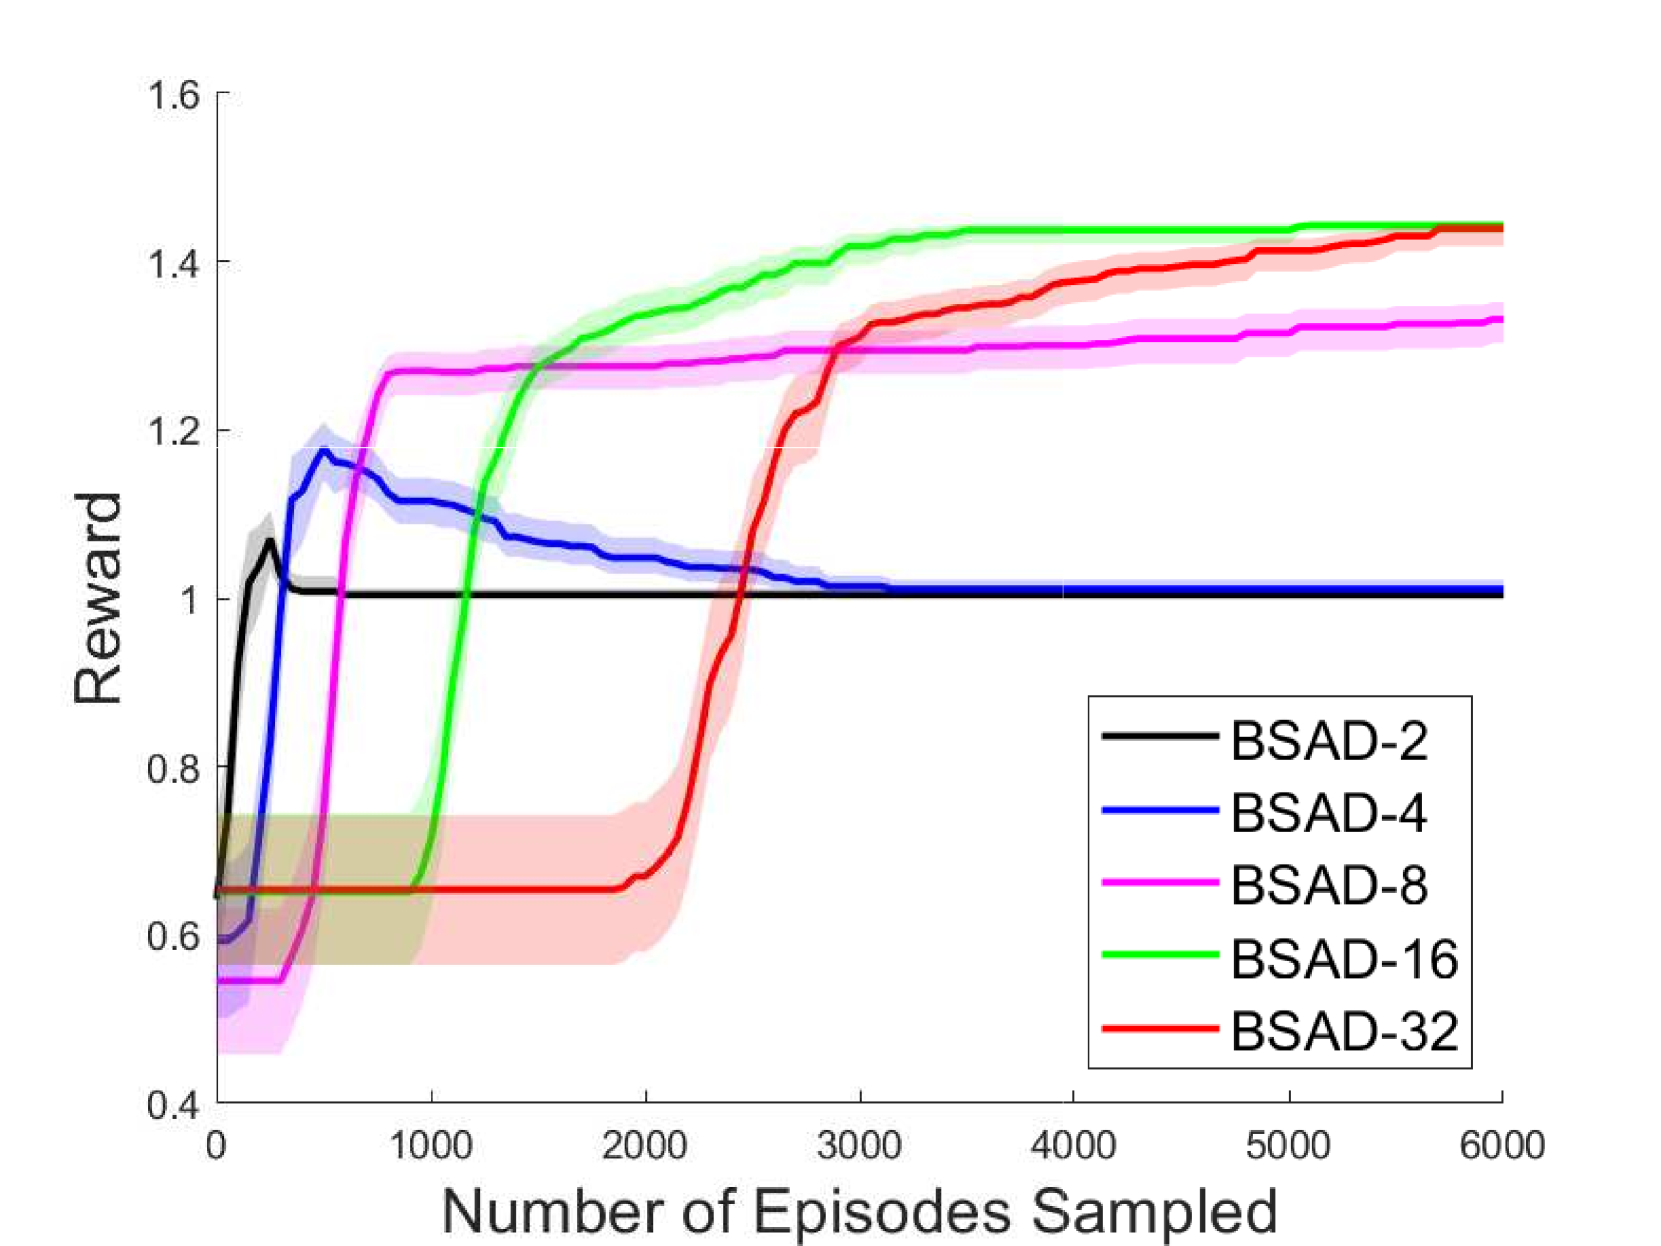 1.6
1.4
1.2
1
0.8
0.6
0.4
Reward
BSAD-2
BSAD-4
BSAD-8
BSAD-16
BSAD-32
0 1000 2000 3000 4000 5000 6000
Number of Episodes Sampled